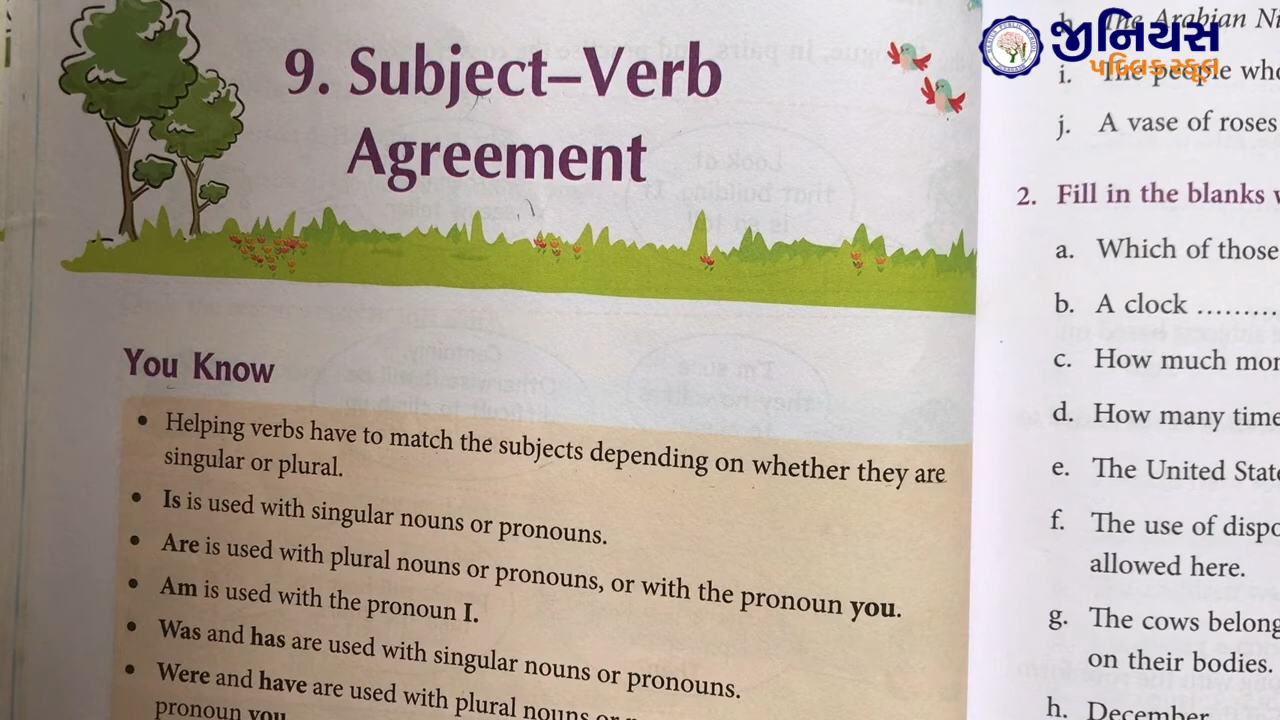 9. Subject–Verb
Agreement
You Know
• Helping verbs have to match the subjects depending on whether they are
singular or plural.
• Is is used with singular nouns or pronouns.
• Are is used with plural nouns or pronouns, or with the pronoun you.
• Am is used with the pronoun I.
• Was and has are used with singular nouns or pronouns.
• Were and have are used with plural nouns or
pronoun you
The Arabian Ni
i. The people who
j. A vase of roses
2. Fill in the blanks w
a. Which of those
b. A clock .........
c. How much mon
d. How many time
e. The United State
f. The use of dispo
allowed here.
g. The cows belong
on their bodies.
h. December
જીનિયસ
પબ્લિક સ્કૂલ